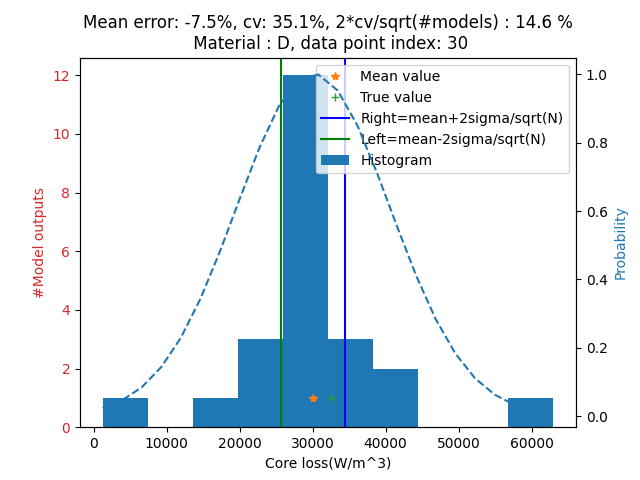 Mean error: -7.5%, cv: 35.1%, 2*cv/sqrt(#models) : 14.6 %
Material : D, data point index: 30
Mean value
True value
Right=mean+2sigma/sqrt(N)
Left=mean-2sigma/sqrt(N)
Histogram
12
10
8
6
4
2
0
#Model outputs
1.0
0.8
0.6
0.4
0.2
0.0
Probability
0 10000 20000 30000 40000 50000 60000
Core loss(W/m^3)